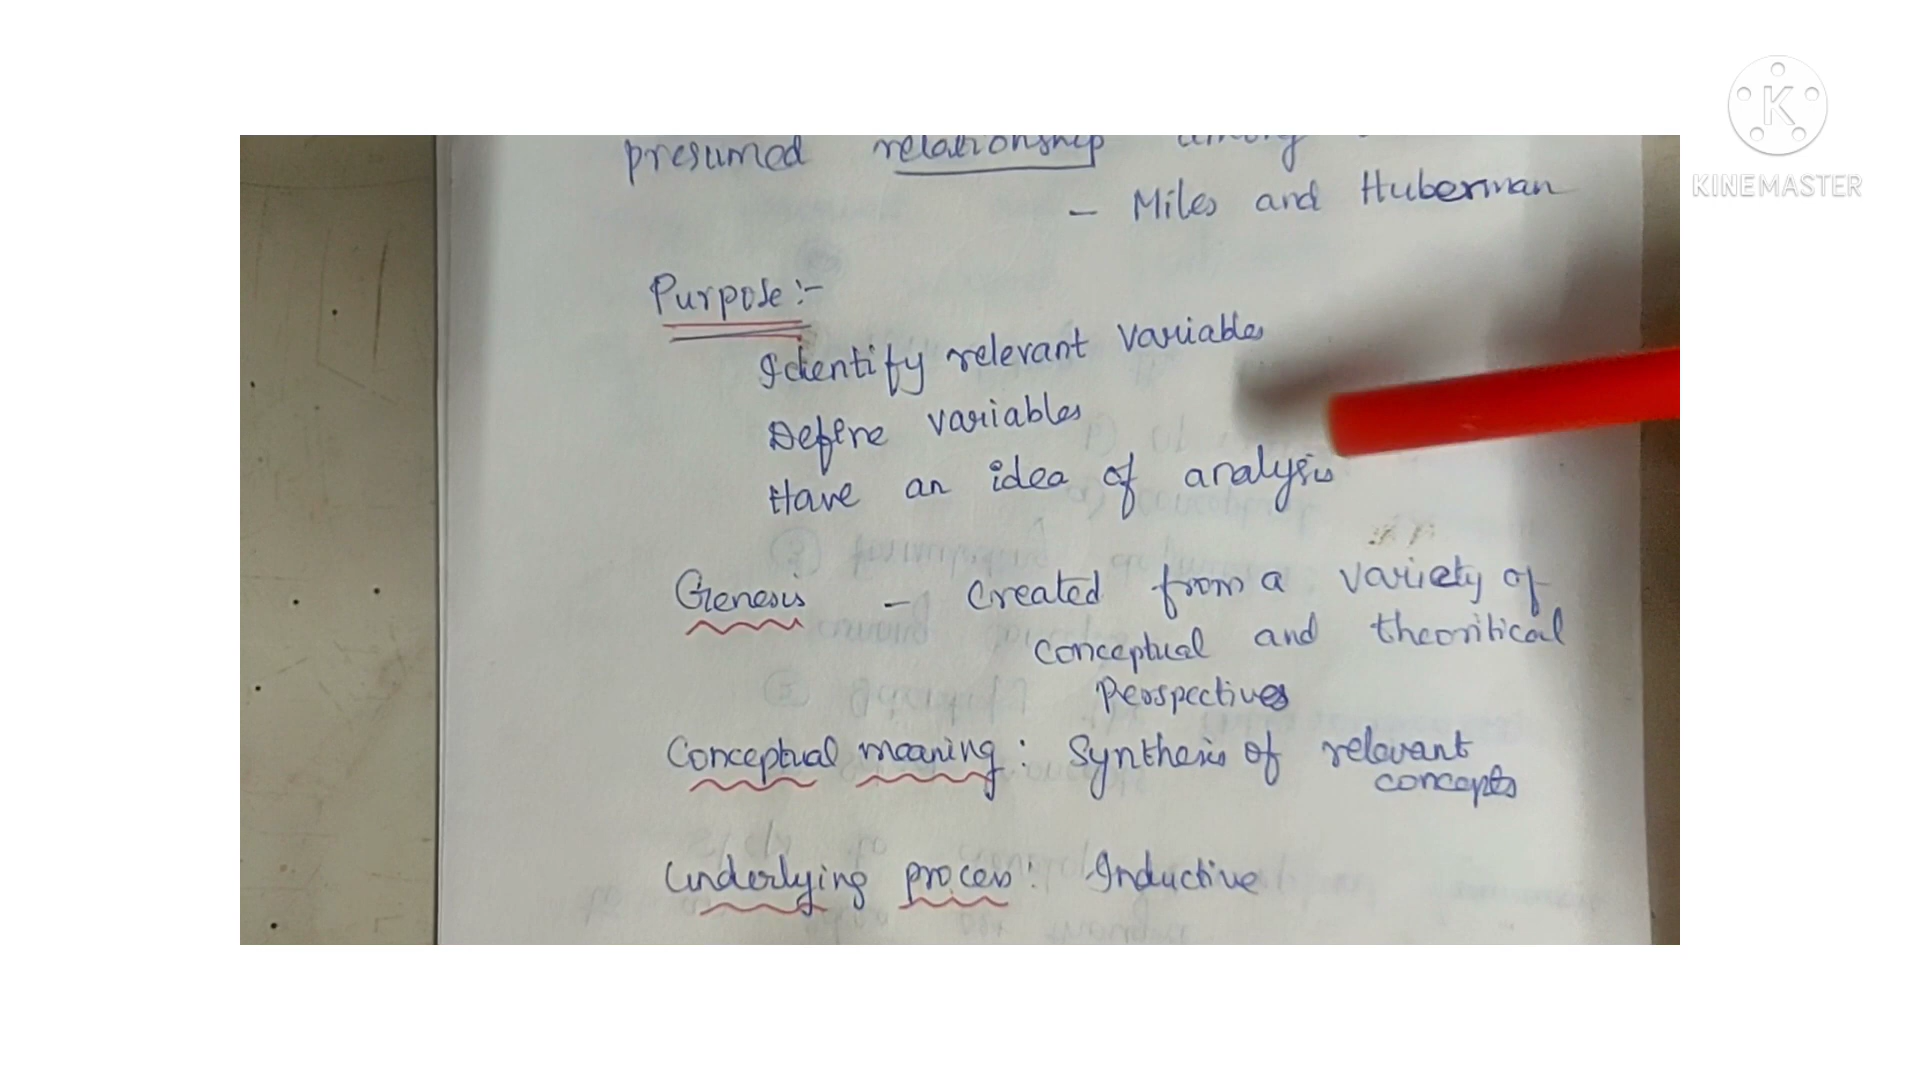 presumed relationship among
- Miles and Huberman
KINEMASTER
Purpose:-
Identify relevant variables
Define variables
Have an idea of analysis
Genesis - Created from a variety of
conceptual and theoritical
Perspectives
Conceptual meaning: Synthesis of relevant
concepts
Underlying process: Inductive